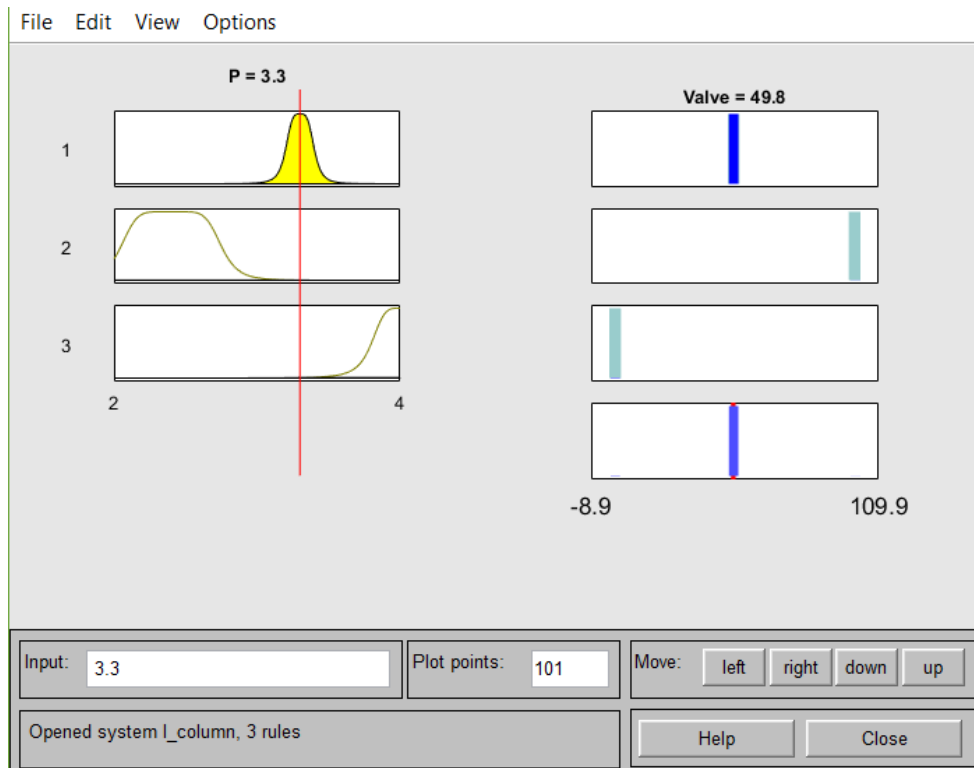 File Edit View Options
P = 3.3
Valve = 49.8
1
2
3
2 4
-8.9 109.9
Input: 3.3
Plot points: 101
Move: left right down up
Opened system I_column, 3 rules
Help Close